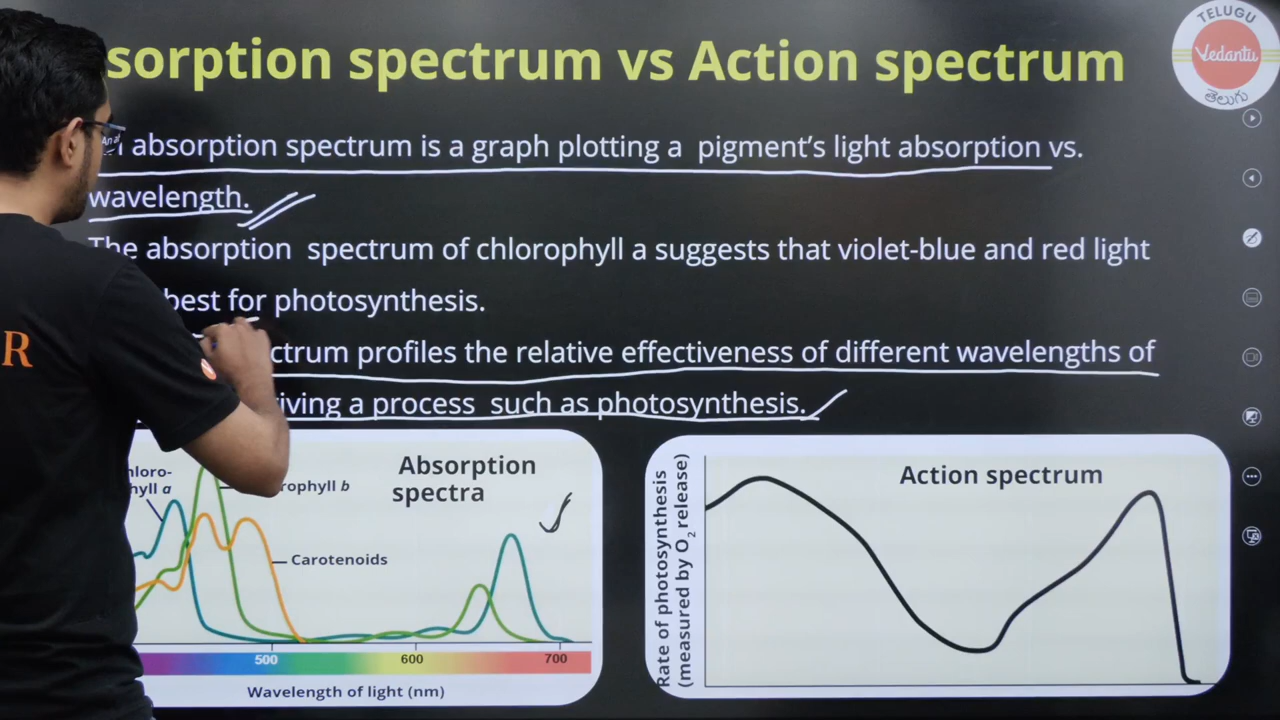 sorption spectrum vs Action spectrum
TELUGU
Vedantu
తెలుగు
absorption spectrum is a graph plotting a pigment's light absorption vs.
wavelength.
The absorption spectrum of chlorophyll a suggests that violet-blue and red light
best for photosynthesis.
ctrum profiles the relative effectiveness of different wavelengths of
iving a process such as photosynthesis.
R
hloro-
hyll a
rophyll b
Carotenoids
Absorption
spectra
500 600 700
Wavelength of light (nm)
Action spectrum
Rate of photosynthesis
(measured by O2 release)